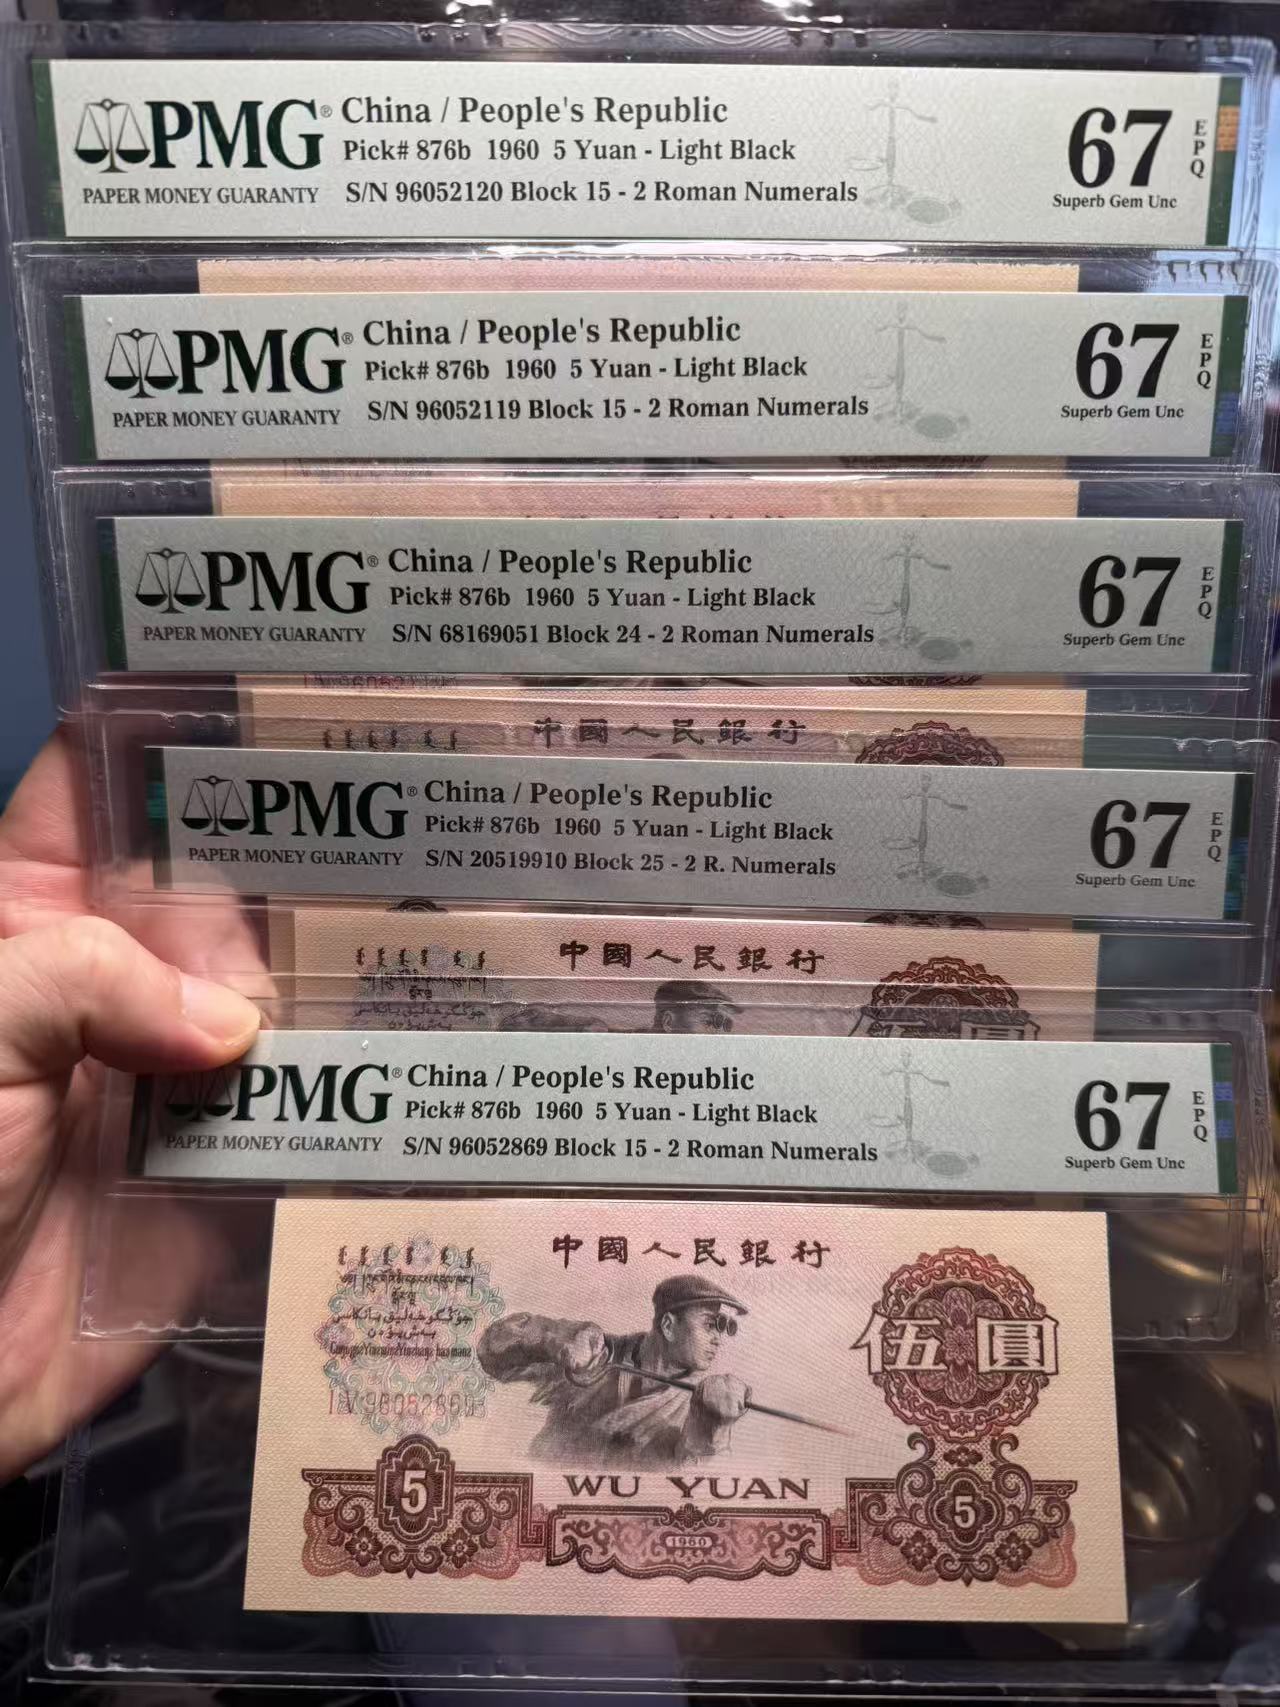 PMG®
PAPER MONEY GUARANTY
China / People's Republic
Pick# 876b 1960 5 Yuan - Light Black
S/N 96052120 Block 15 - 2 Roman Numerals
67
EPQ
Superb Gem Unc
PMG®
PAPER MONEY GUARANTY
China / People's Republic
Pick# 876b 1960 5 Yuan - Light Black
S/N 96052119 Block 15 - 2 Roman Numerals
67
EPQ
Superb Gem Unc
PMG®
PAPER MONEY GUARANTY
China / People's Republic
Pick# 876b 1960 5 Yuan - Light Black
S/N 68169051 Block 24 - 2 Roman Numerals
67
EPQ
Superb Gem Unc
中國人民銀行
PMG®
PAPER MONEY GUARANTY
China / People's Republic
Pick# 876b 1960 5 Yuan - Light Black
S/N 20519910 Block 25 - 2 R. Numerals
67
EPQ
Superb Gem Unc
中國人民銀行
PMG®
PAPER MONEY GUARANTY
China / People's Republic
Pick# 876b 1960 5 Yuan - Light Black
S/N 96052869 Block 15 - 2 Roman Numerals
67
EPQ
Superb Gem Unc
中國人民銀行
伍圓
96052869
5
WU YUAN
1960
5